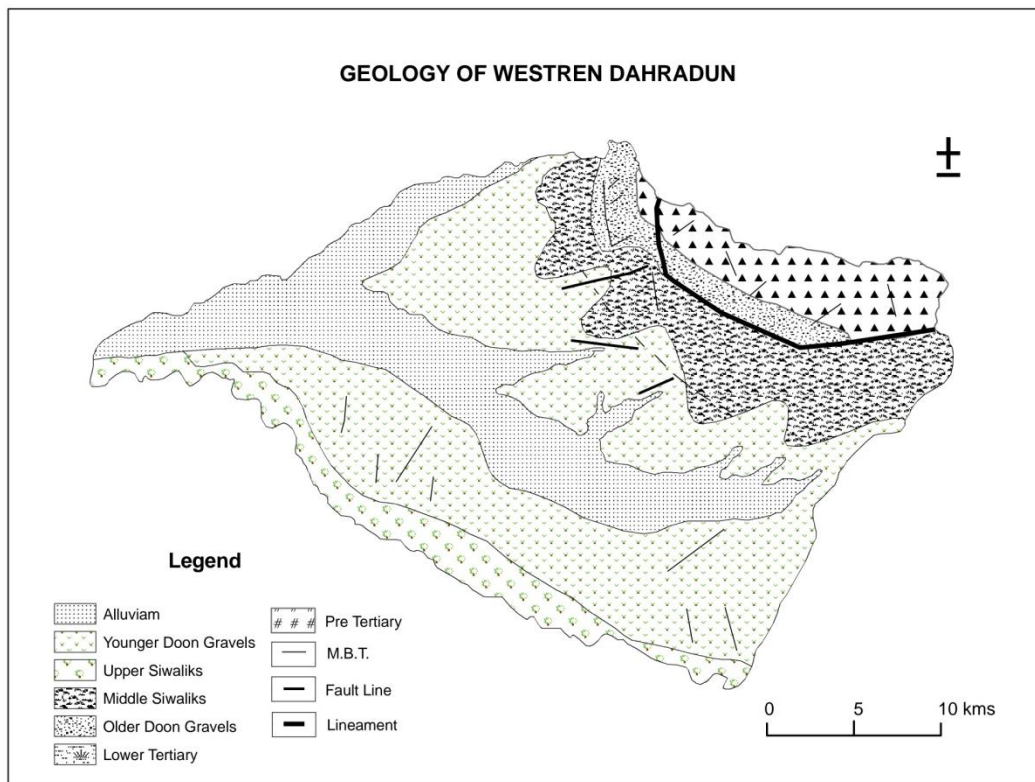 GEOLOGY OF WESTREN DAHRADUN
Legend
Alluviam
Younger Doon Gravels
Upper Siwaliks
Middle Siwaliks
Older Doon Gravels
Lower Tertiary
Pre Tertiary
M.B.T.
Fault Line
Lineament
0 5 10 kms